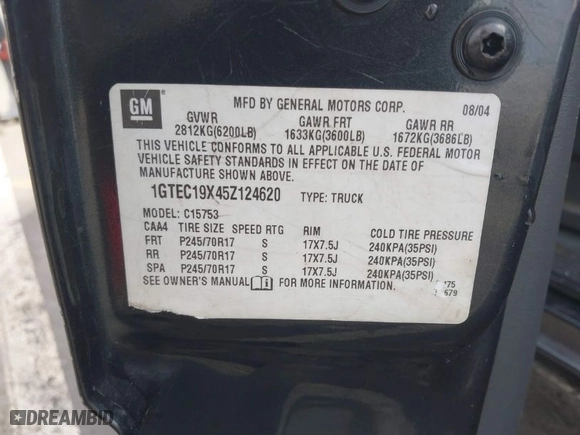 GM
MFD BY GENERAL MOTORS CORP. 08/04
GVWR GAWR FRT GAWR RR
2812KG(6200LB) 1633KG(3600LB) 1672KG(3686LB)
THIS VEHICLE CONFORMS TO ALL APPLICABLE U.S. FEDERAL MOTOR
VEHICLE SAFETY STANDARDS IN EFFECT ON THE DATE OF
MANUFACTURE SHOWN ABOVE.
1GTEC19X45Z124620 TYPE: TRUCK
MODEL: C15753
CAA4 TIRE SIZE SPEED RTG RIM COLD TIRE PRESSURE
FRT P245/70R17 S 17X7.5J 240KPA(35PSI)
RR P245/70R17 S 17X7.5J 240KPA(35PSI)
SPA P245/70R17 S 17X7.5J 240KPA(35PSI)
SEE OWNER'S MANUAL FOR MORE INFORMATION.
DREAMBID